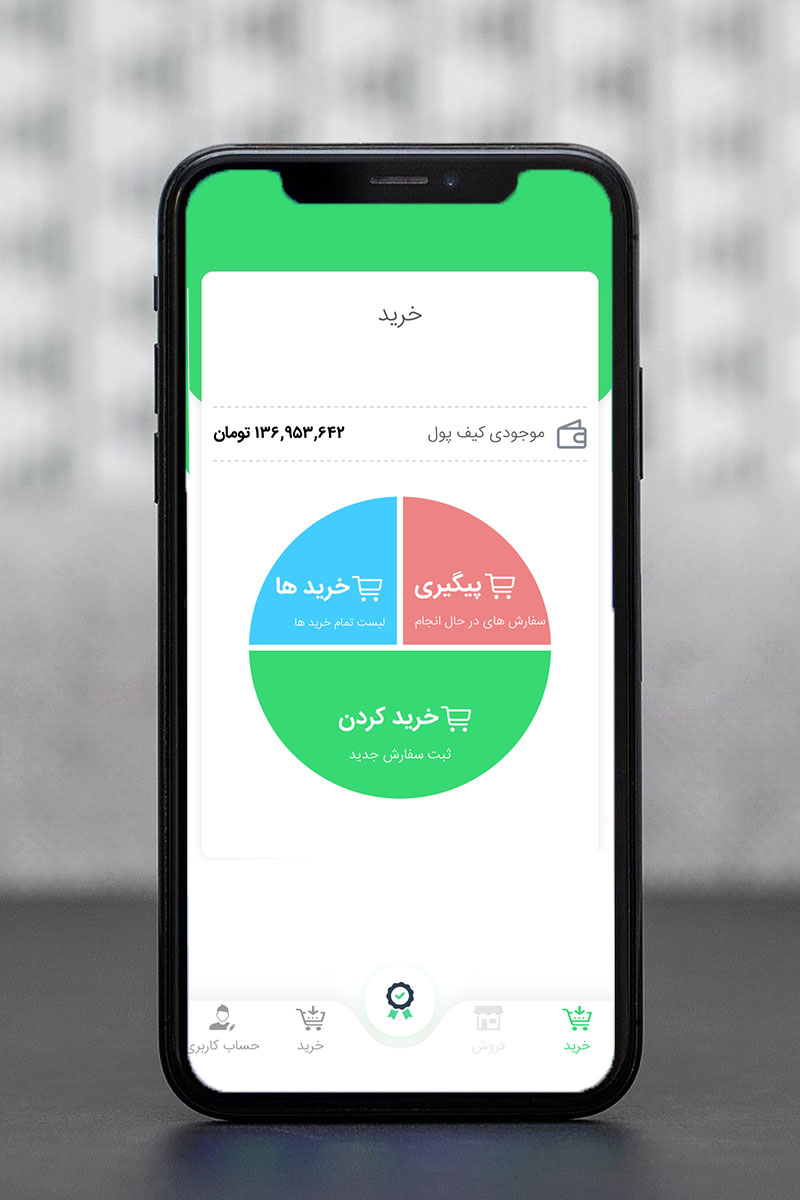 خرید
موجودی کیف پول ۱۳۶,۹۵۳,۶۴۲ تومان
پیگیری
سفارش های در حال انجام
خرید ها
لیست تمام خرید ها
خرید کردن
ثبت سفارش جدید
خرید
فروش
خرید
حساب کاربری